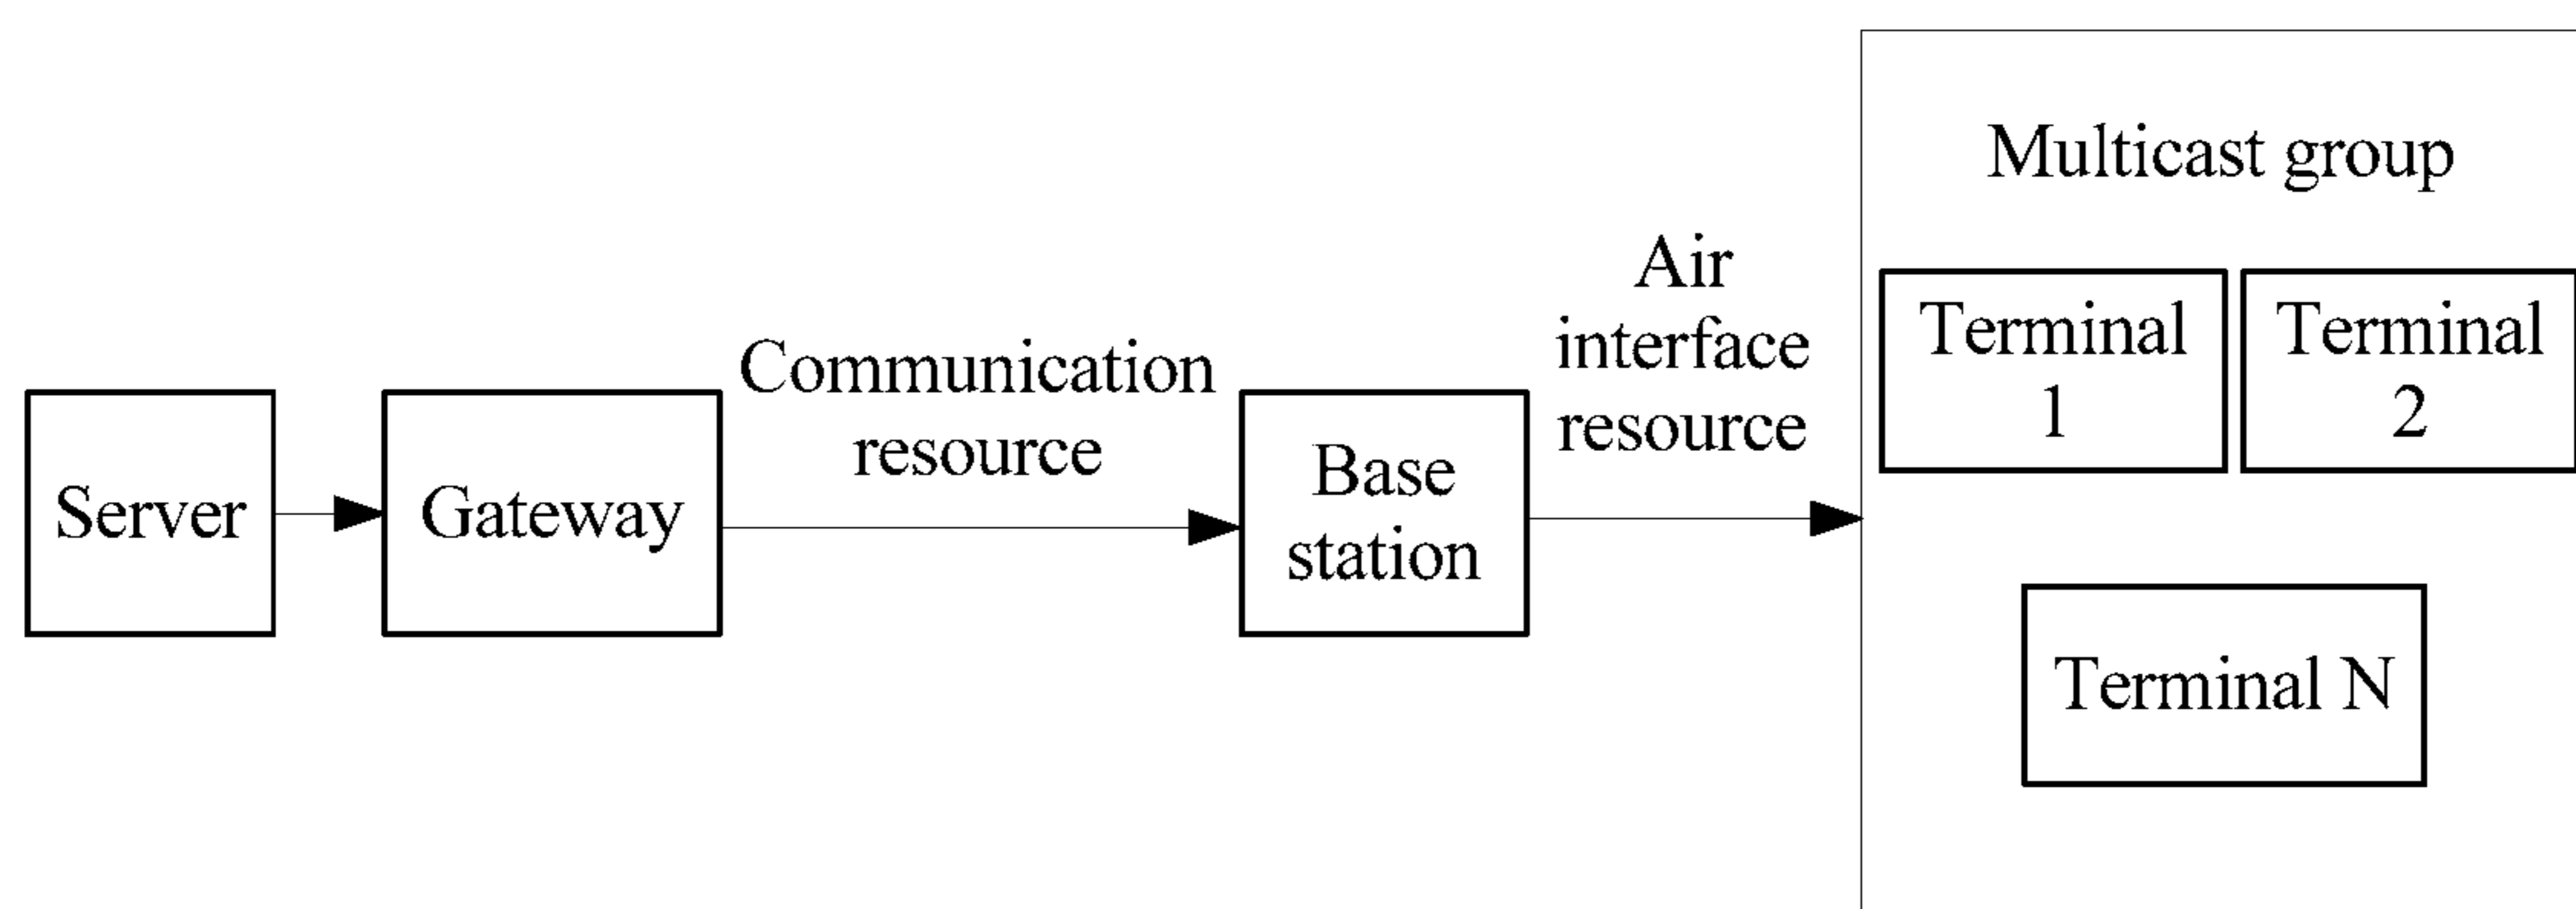 Server
Gateway
Communication
resource
Base
station
Air
interface
resource
Multicast group
Terminal
1
Terminal
2
Terminal N